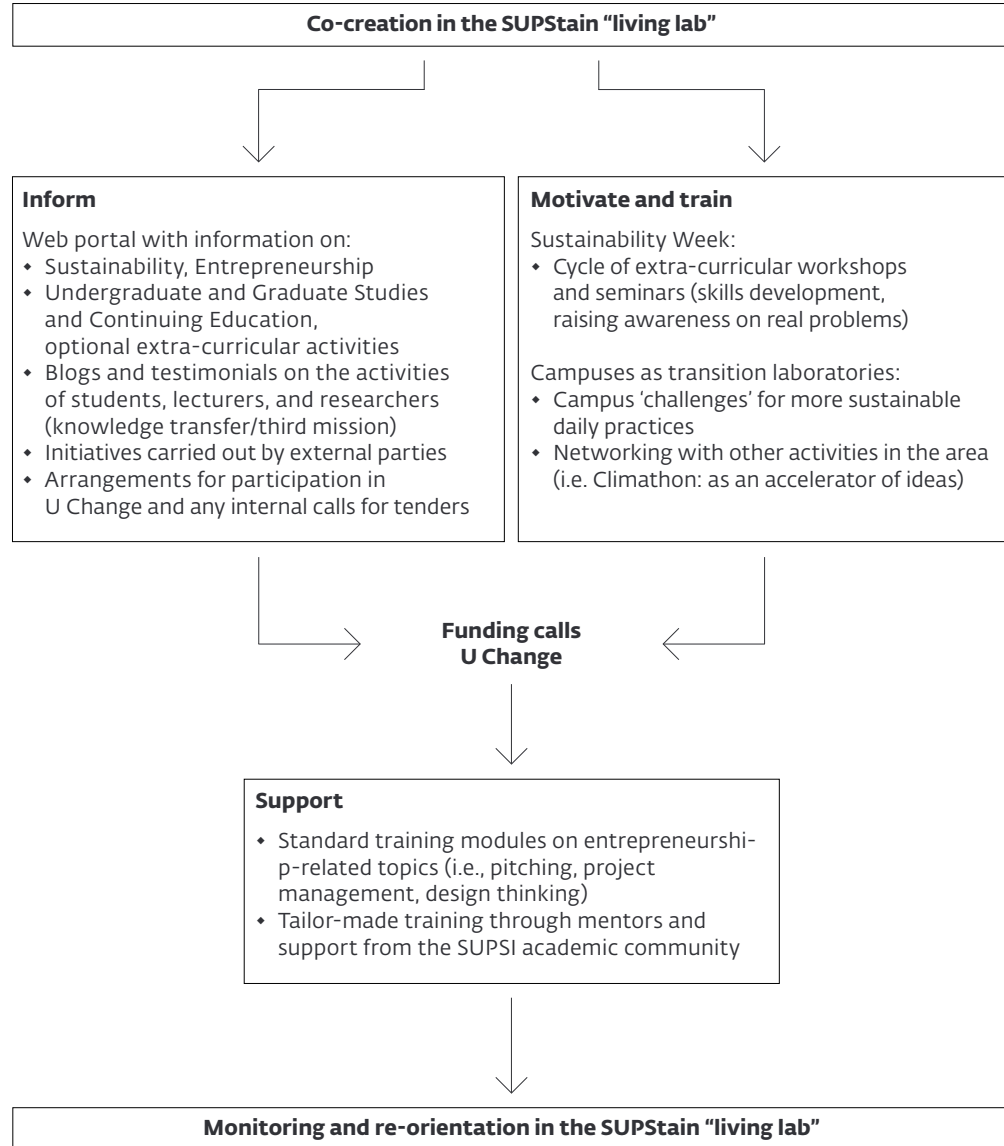 Co-creation in the SUPStain “living lab”
Inform
Web portal with information on:
◆ Sustainability, Entrepreneurship
◆ Undergraduate and Graduate Studies
and Continuing Education,
optional extra-curricular activities
◆ Blogs and testimonials on the activities
of students, lecturers, and researchers
(knowledge transfer/third mission)
◆ Initiatives carried out by external parties
◆ Arrangements for participation in
U Change and any internal calls for tenders
Motivate and train
Sustainability Week:
◆ Cycle of extra-curricular workshops
and seminars (skills development,
raising awareness on real problems)
Campuses as transition laboratories:
◆ Campus ‘challenges’ for more sustainable
daily practices
◆ Networking with other activities in the area
(i.e. Climathon: as an accelerator of ideas)
Funding calls
U Change
Support
◆ Standard training modules on entrepreneurshi-
p-related topics (i.e., pitching, project
management, design thinking)
◆ Tailor-made training through mentors and
support from the SUPSI academic community
Monitoring and re-orientation in the SUPStain “living lab”